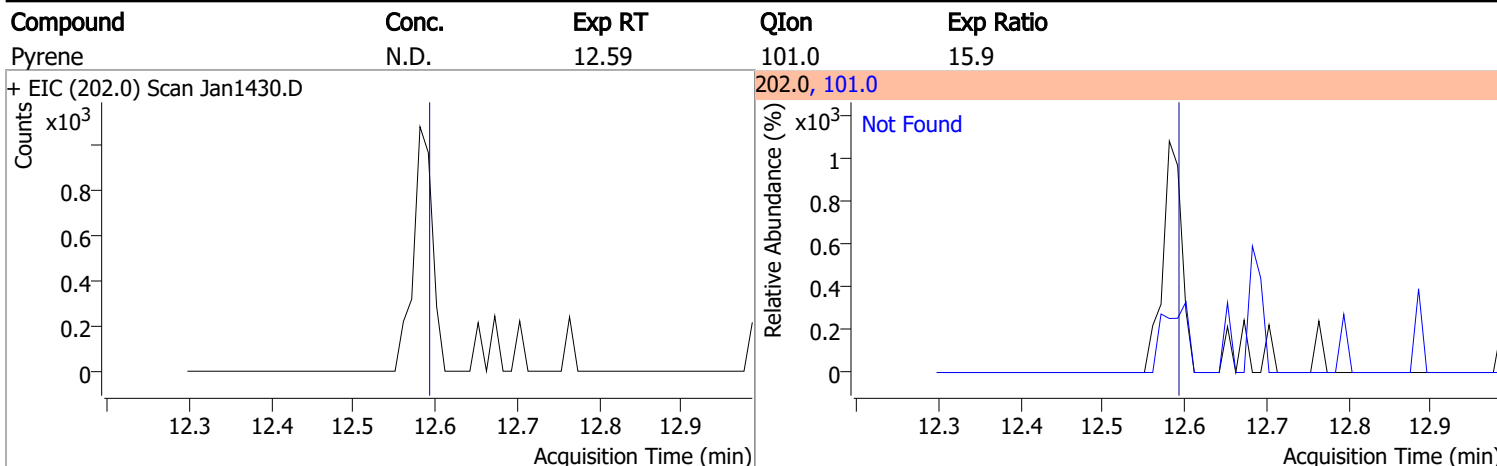 Compound Conc. Exp RT QIon Exp Ratio
Pyrene N.D. 12.59 101.0 15.9
+ EIC (202.0) Scan Jan1430.D
Counts
x10³
0.8
0.6
0.4
0.2
0
12.3 12.4 12.5 12.6 12.7 12.8 12.9
Acquisition Time (min)
202.0, 101.0
Relative Abundance (%)
x10³
Not Found
1
0.8
0.6
0.4
0.2
0
12.3 12.4 12.5 12.6 12.7 12.8 12.9
Acquisition Time (min)